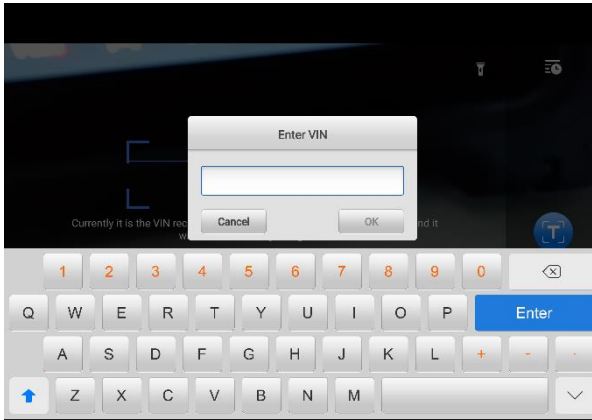 Enter VIN
Cancel
OK
Currently it is the VIN rec
nd it
w
T
1 2 3 4 5 6 7 8 9 0
Q W E R T Y U I O P Enter
A S D F G H J K L + - .
Z X C V B N M